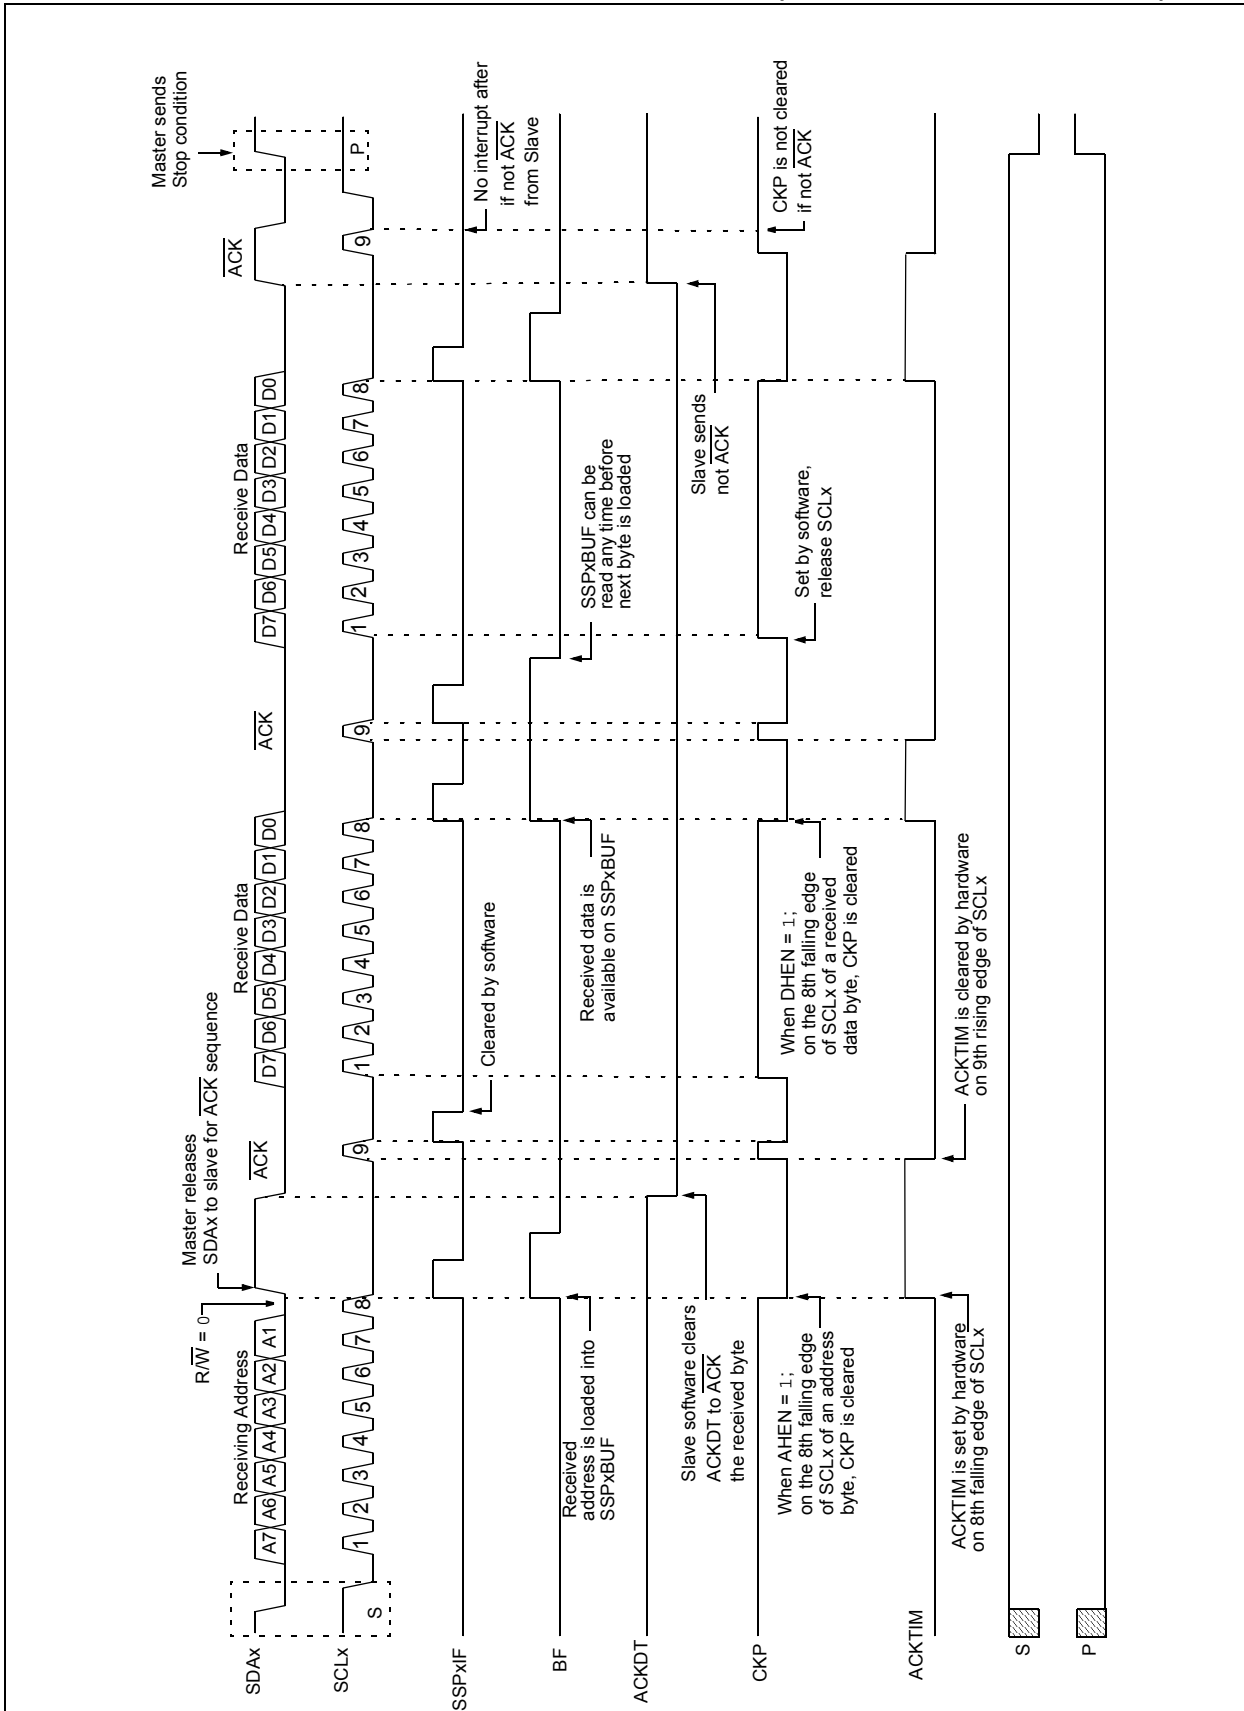 Master sends
Stop condition
Master releases
SDAx to slave for ACK sequence
R/W = 0
Receiving Address
ACK
Receive Data
ACK
Receive Data
ACK
SDAx
A7 A6 A5 A4 A3 A2 A1
D7 D6 D5 D4 D3 D2 D1 D0
D7 D6 D5 D4 D3 D2 D1 D0
SCLx
S
1 2 3 4 5 6 7 8 9
1 2 3 4 5 6 7 8 9
1 2 3 4 5 6 7 8 9
P
SSPxIF
Cleared by software
No interrupt after
if not ACK
from Slave
BF
Received
address is loaded into
SSPxBUF
Received data is
available on SSPxBUF
SSPxBUF can be
read any time before
next byte is loaded
ACKDT
Slave software clears
ACKDT to ACK
the received byte
Slave sends
not ACK
CKP
When AHEN = 1;
on the 8th falling edge
of SCLx of an address
byte, CKP is cleared
When DHEN = 1;
on the 8th falling edge
of SCLx of a received
data byte, CKP is cleared
Set by software,
release SCLx
CKP is not cleared
if not ACK
ACKTIM
ACKTIM is set by hardware
on 8th falling edge of SCLx
ACKTIM is cleared by hardware
on 9th rising edge of SCLx
S
P